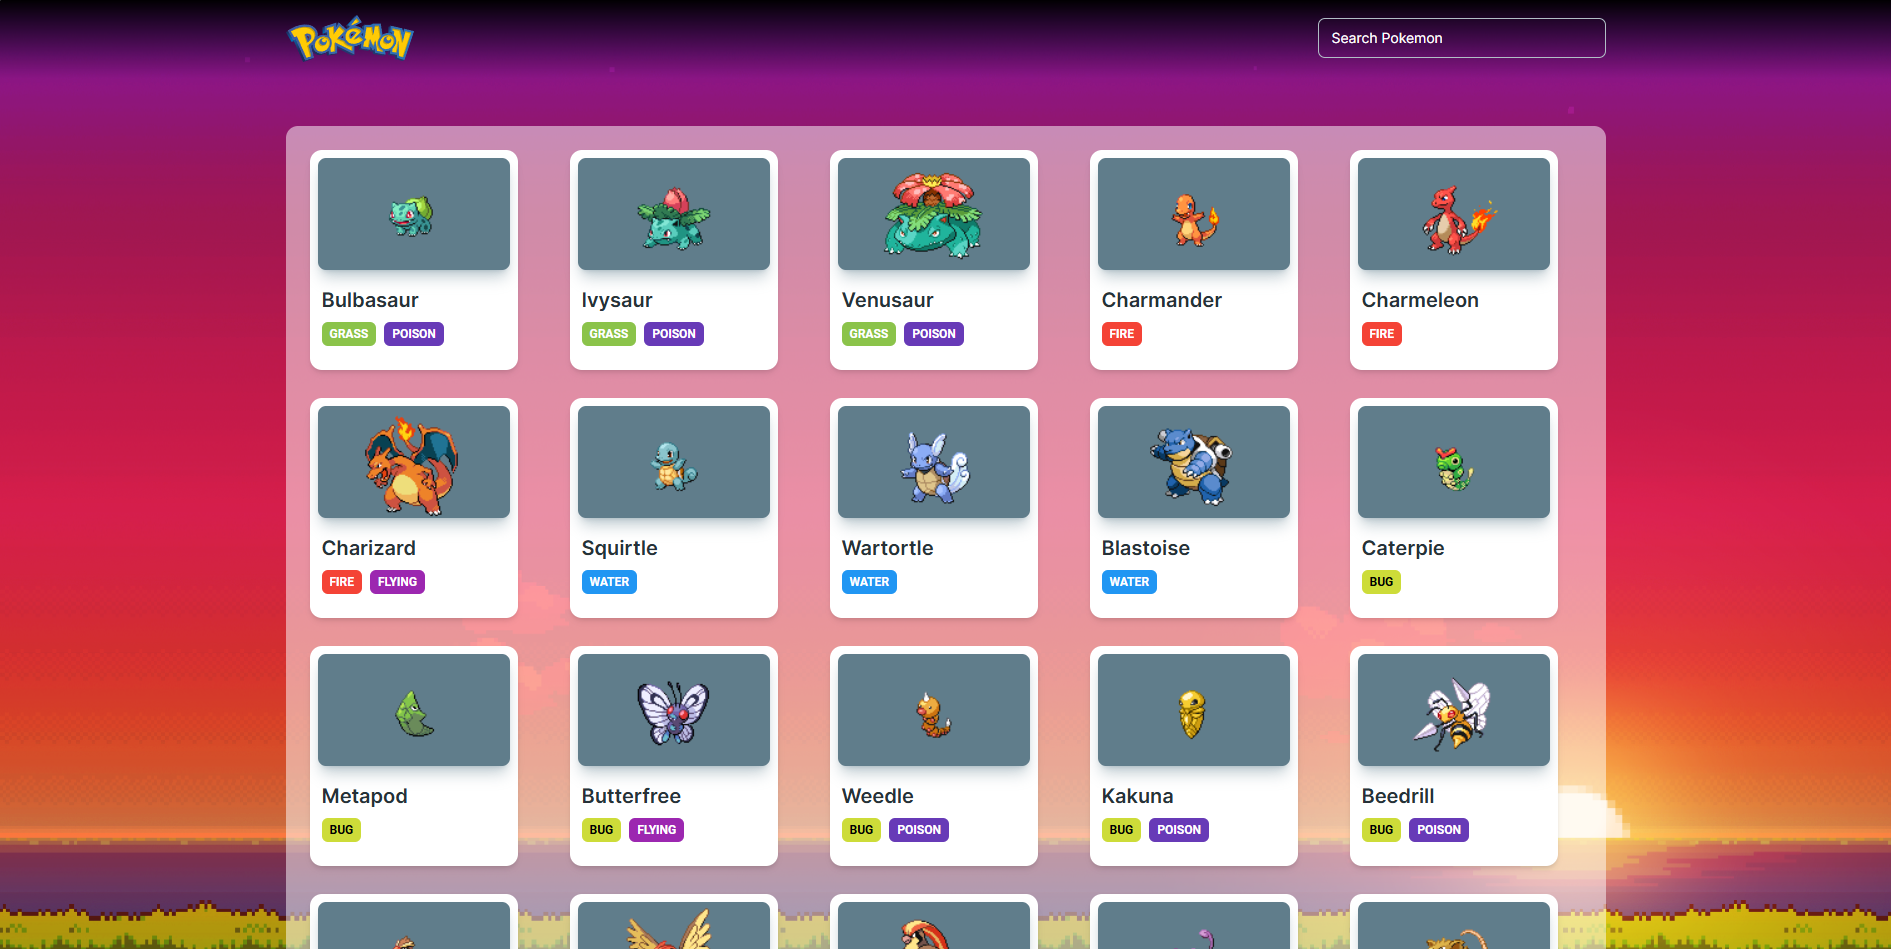 Pokémon
Search Pokemon
Bulbasaur
GRASS POISON
Ivysaur
GRASS POISON
Venusaur
GRASS POISON
Charmander
FIRE
Charmeleon
FIRE
Charizard
FIRE FLYING
Squirtle
WATER
Wartortle
WATER
Blastoise
WATER
Caterpie
BUG
Metapod
BUG
Butterfree
BUG FLYING
Weedle
BUG POISON
Kakuna
BUG POISON
Beedrill
BUG POISON